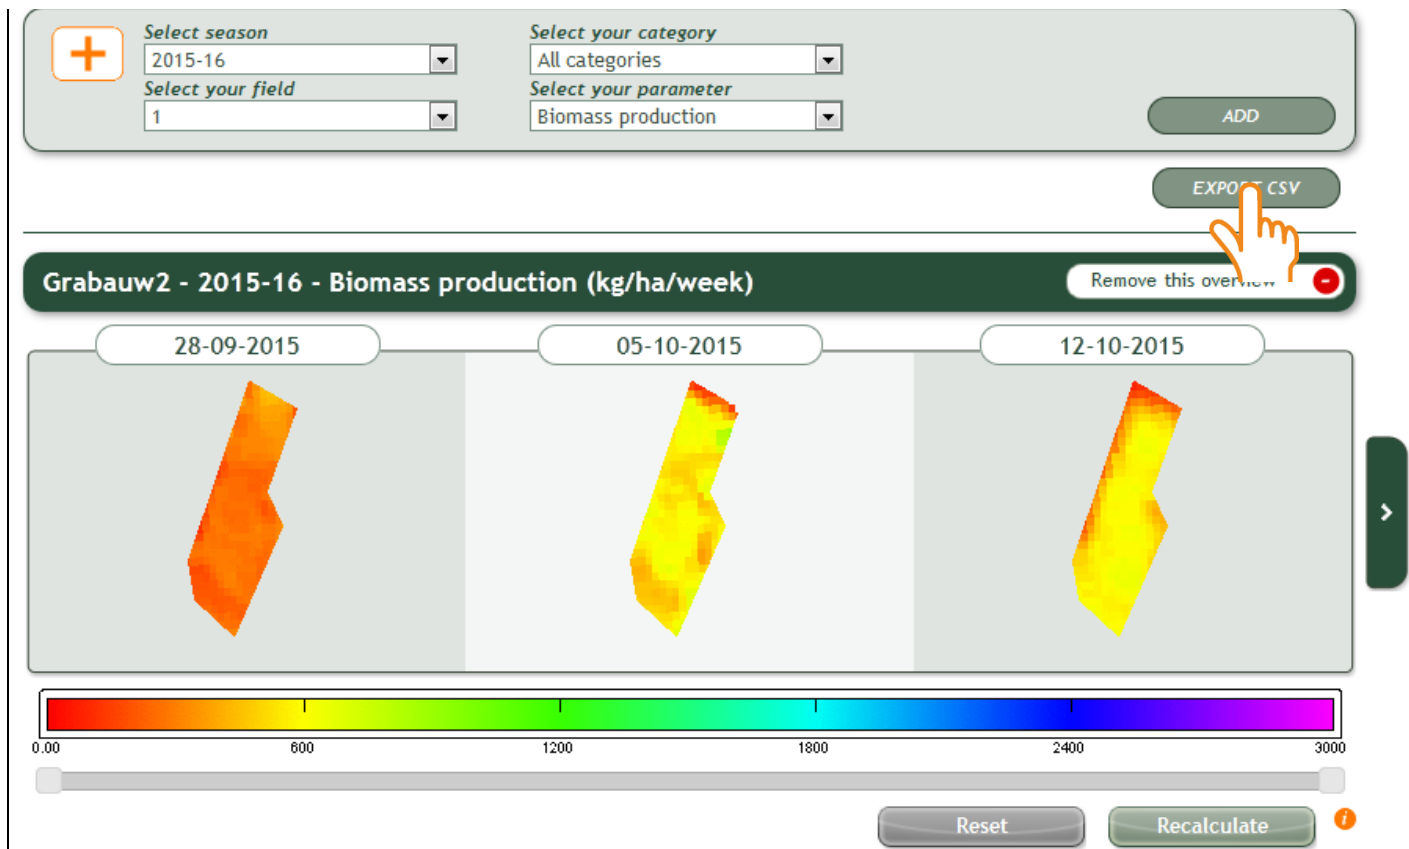 Select season
Select your category
2015-16
All categories
Select your field
Select your parameter
1
Biomass production
ADD
EXPORT CSV
Grabauw2 - 2015-16 - Biomass production (kg/ha/week)
Remove this overview
28-09-2015
05-10-2015
12-10-2015
0.00
600
1200
1800
2400
3000
Reset
Recalculate
i